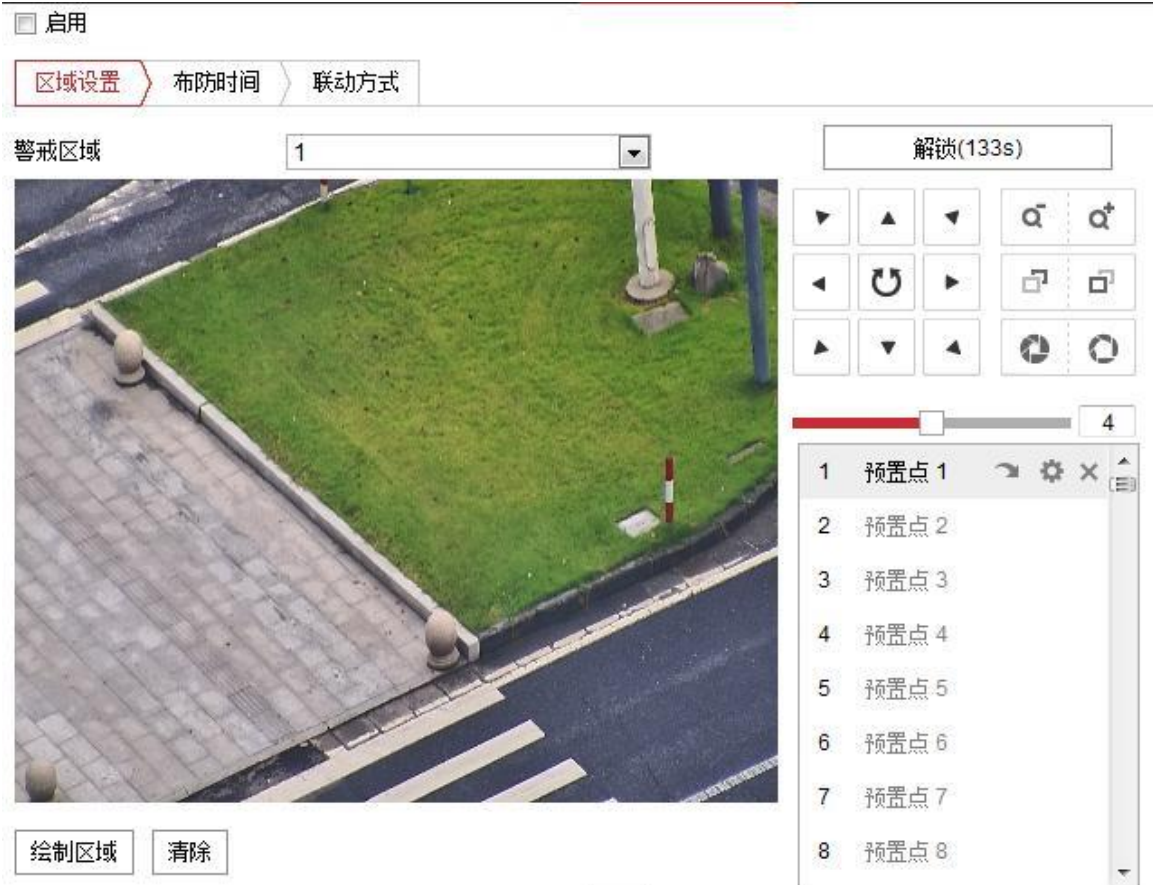 启用
区域设置 布防时间 联动方式
警戒区域 1 解锁(133s)
4
1 预置点 1
2 预置点 2
3 预置点 3
4 预置点 4
5 预置点 5
6 预置点 6
7 预置点 7
8 预置点 8
绘制区域 清除